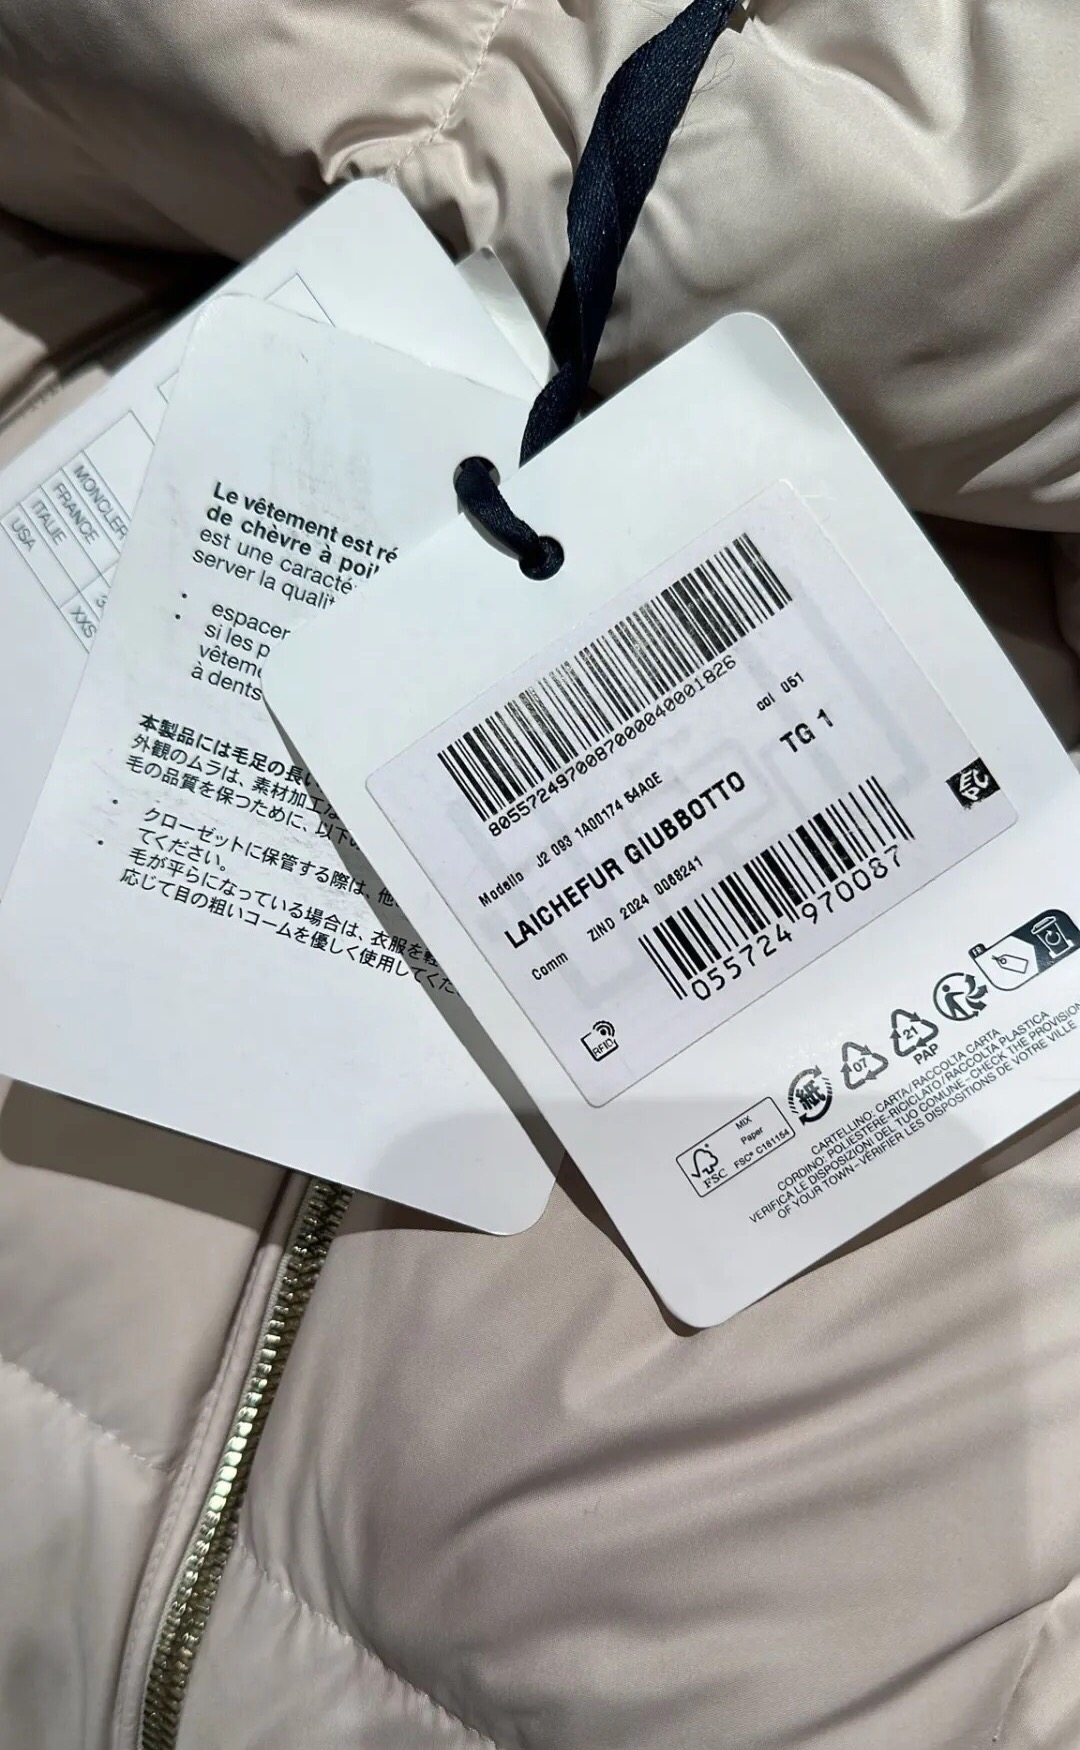 MONCLER
FRANCE
ITALIE
USA
XXS
Le vêtement est ré
de chèvre à poil
est une caracté
server la qualit
• espacer
• si les p
vêteme
à dents
本製品には毛足の長い
外観のムラは、素材加工
毛の品質を保つために、以下
• クローゼットに保管する際は、他
てください。
• 毛が平らになっている場合は、衣服を軽
応じて目の粗いコームを優しく使用してくだ
8055724970087000040001826
Modello J2 093 1A00174 54AQE col 051
LAICHEFUR GIUBBOTTO TG 1
Comm ZIND 2024 D068241
055724 970087
RFID
FSC
MIX
Paper
FSC® C181154
紙
07
21
PAP
FR
CARTELLINO: CARTA/RACCOLTA CARTA
CORDINO: POLIESTERE-RICICLATO/RACCOLTA PLASTICA
VERIFICA LE DISPOSIZIONI DEL TUO COMUNE-CHECK THE PROVISION
OF YOUR TOWN-VÉRIFIER LES DISPOSITIONS DE VOTRE VILLE